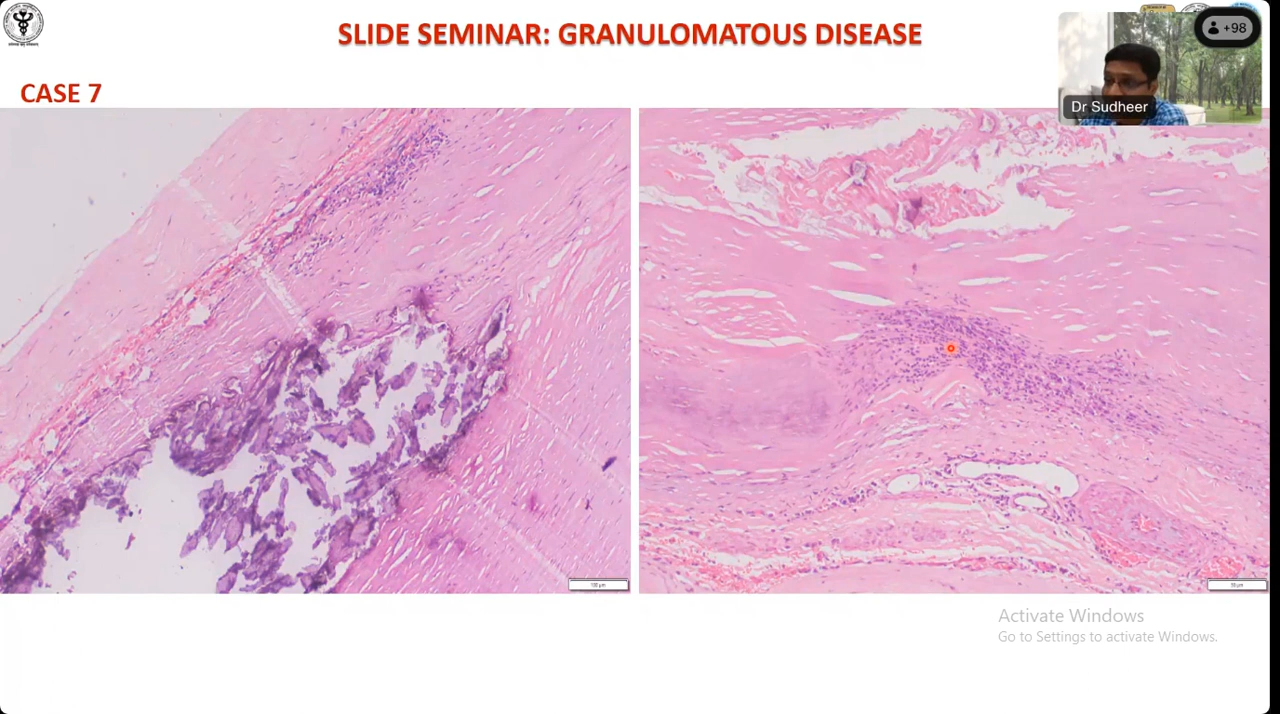 SLIDE SEMINAR: GRANULOMATOUS DISEASE
+98
Dr Sudheer
CASE 7
Activate Windows
Go to Settings to activate Windows.